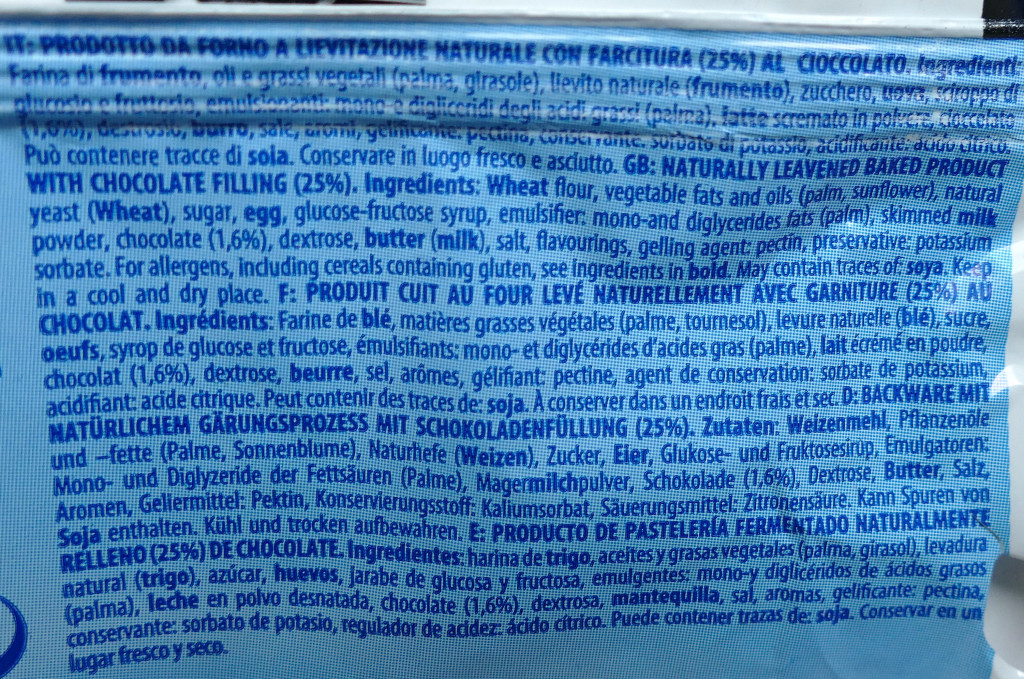 IT: PRODOTTO DA FORNO A LIEVITAZIONE NATURALE CON FARCITURA (25%) AL CIOCCOLATO. Ingredienti:
Farina di frumento, oli e grassi vegetali (palma, girasole), lievito naturale (frumento), zucchero, uova, sciroppo di
glucosio e fruttosio, emulsionanti: mono e digliceridi degli acidi grassi (palma), latte scremato in polvere, cioccolato
(1,6%), destrosio, burro, sale, aromi, gelificante: pectina, conservante: sorbato di potassio, acidificante: acido citrico.
Può contenere tracce di soia. Conservare in luogo fresco e asciutto. GB: NATURALLY LEAVENED BAKED PRODUCT
WITH CHOCOLATE FILLING (25%). Ingredients: Wheat flour, vegetable fats and oils (palm, sunflower), natural
yeast (Wheat), sugar, egg, glucose-fructose syrup, emulsifier: mono-and diglycerides fats (palm), skimmed milk
powder, chocolate (1,6%), dextrose, butter (milk), salt, flavourings, gelling agent: pectin, preservative: potassium
sorbate. For allergens, including cereals containing gluten, see ingredients in bold. May contain traces of: soya. Keep
in a cool and dry place. F: PRODUIT CUIT AU FOUR LEVÉ NATURELLEMENT AVEC GARNITURE (25%) AU
CHOCOLAT. Ingrédients: Farine de blé, matières grasses végétales (palme, tournesol), levure naturelle (blé), sucre,
oeufs, syrop de glucose et fructose, émulsifiants: mono- et diglycérides d'acides gras (palme), lait écrémé en poudre,
chocolat (1,6%), dextrose, beurre, sel, arômes, gélifiant: pectine, agent de conservation: sorbate de potassium,
acidifiant: acide citrique. Peut contenir des traces de: soja. À conserver dans un endroit frais et sec. D: BACKWARE MIT
NATÜRLICHEM GÄRUNGSPROZESS MIT SCHOKOLADENFÜLLUNG (25%). Zutaten: Weizenmehl, Pflanzenöle
und –fette (Palme, Sonnenblume), Naturhefe (Weizen), Zucker, Eier, Glukose- und Fruktosesirup, Emulgatoren:
Mono- und Diglyzeride der Fettsäuren (Palme), Magermilchpulver, Schokolade (1,6%), Dextrose, Butter, Salz,
Aromen, Geliermittel: Pektin, Konservierungsstoff: Kaliumsorbat, Säuerungsmittel: Zitronensäure. Kann Spuren von
Soja enthalten. Kühl und trocken aufbewahren. E: PRODUCTO DE PASTELERÍA FERMENTADO NATURALMENTE
RELLENO (25%) DE CHOCOLATE. Ingredientes: harina de trigo, aceites y grasas vegetales (palma, girasol), levadura
natural (trigo), azúcar, huevos, jarabe de glucosa y fructosa, emulgentes: mono-y diglicéridos de ácidos grasos
(palma), leche en polvo desnatada, chocolate (1,6%), dextrosa, mantequilla, sal, aromas, gelificante: pectina,
conservante: sorbato de potasio, regulador de acidez: ácido cítrico. Puede contener trazas de: soja. Conservar en un
lugar fresco y seco.